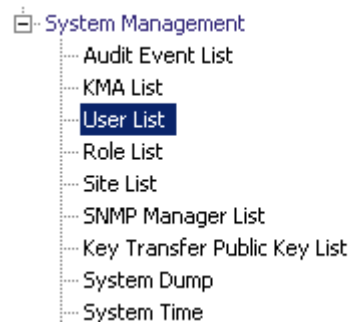 System Management
Audit Event List
KMA List
User List
Role List
Site List
SNMP Manager List
Key Transfer Public Key List
System Dump
System Time